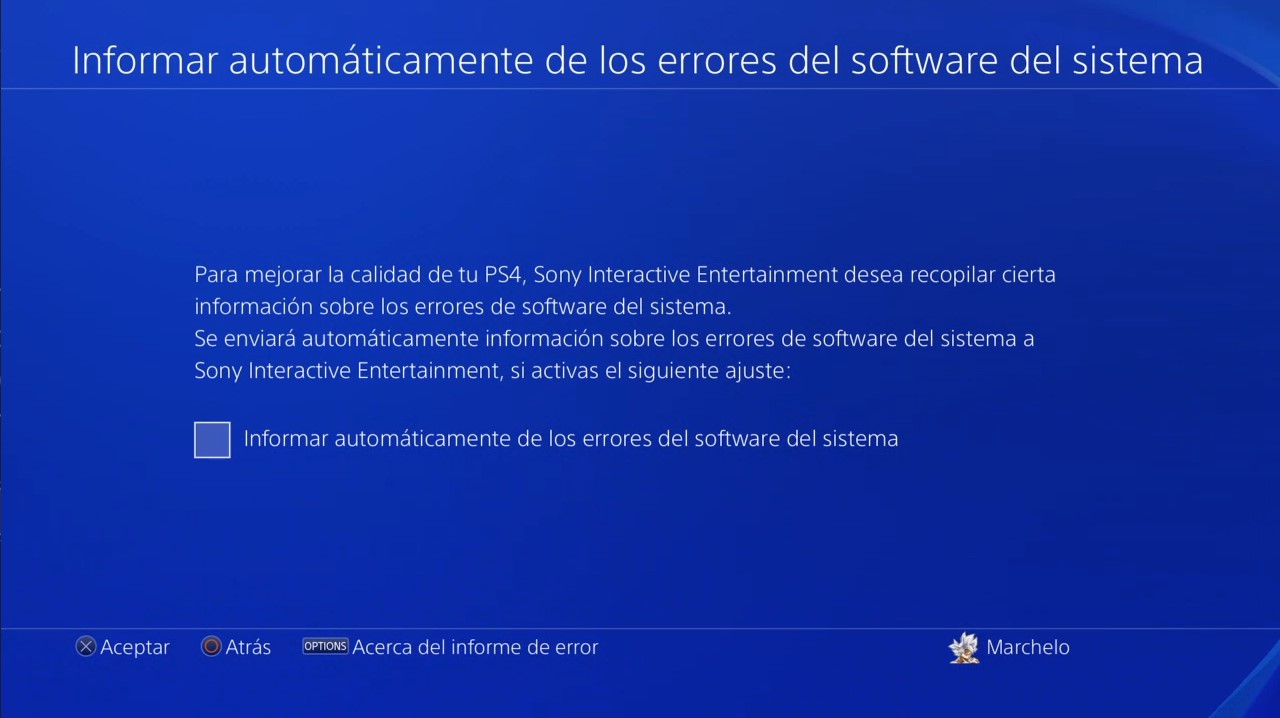 Informar automáticamente de los errores del software del sistema
Para mejorar la calidad de tu PS4, Sony Interactive Entertainment desea recopilar cierta
información sobre los errores de software del sistema.
Se enviará automáticamente información sobre los errores de software del sistema a
Sony Interactive Entertainment, si activas el siguiente ajuste:
Informar automáticamente de los errores del software del sistema
Aceptar Atrás OPTIONS Acerca del informe de error Marchelo